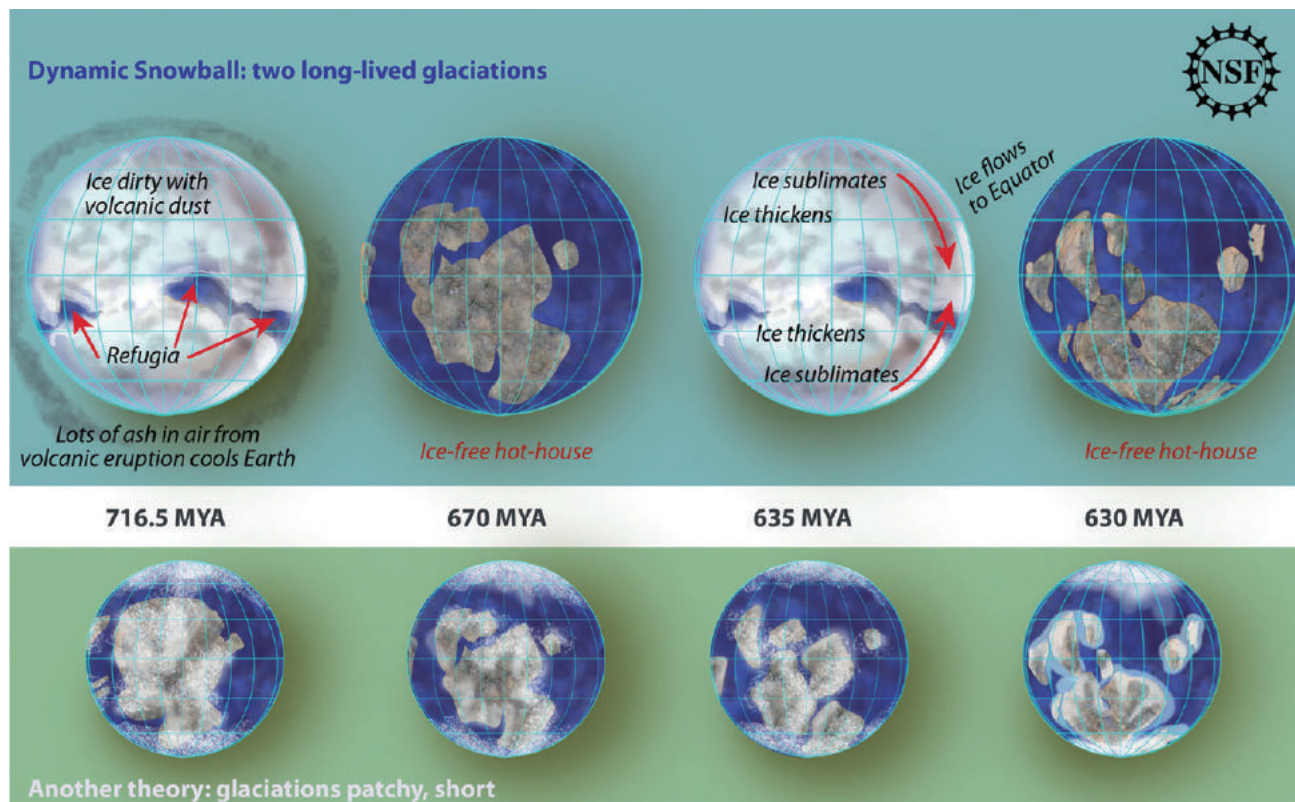 Dynamic Snowball: two long-lived glaciations
NSF
Ice dirty with
volcanic dust
Refugia
Lots of ash in air from
volcanic eruption cools Earth
Ice-free hot-house
Ice sublimates
Ice thickens
Ice flows
to Equator
Ice thickens
Ice sublimates
Ice-free hot-house
716.5 MYA
670 MYA
635 MYA
630 MYA
Another theory: glaciations patchy, short